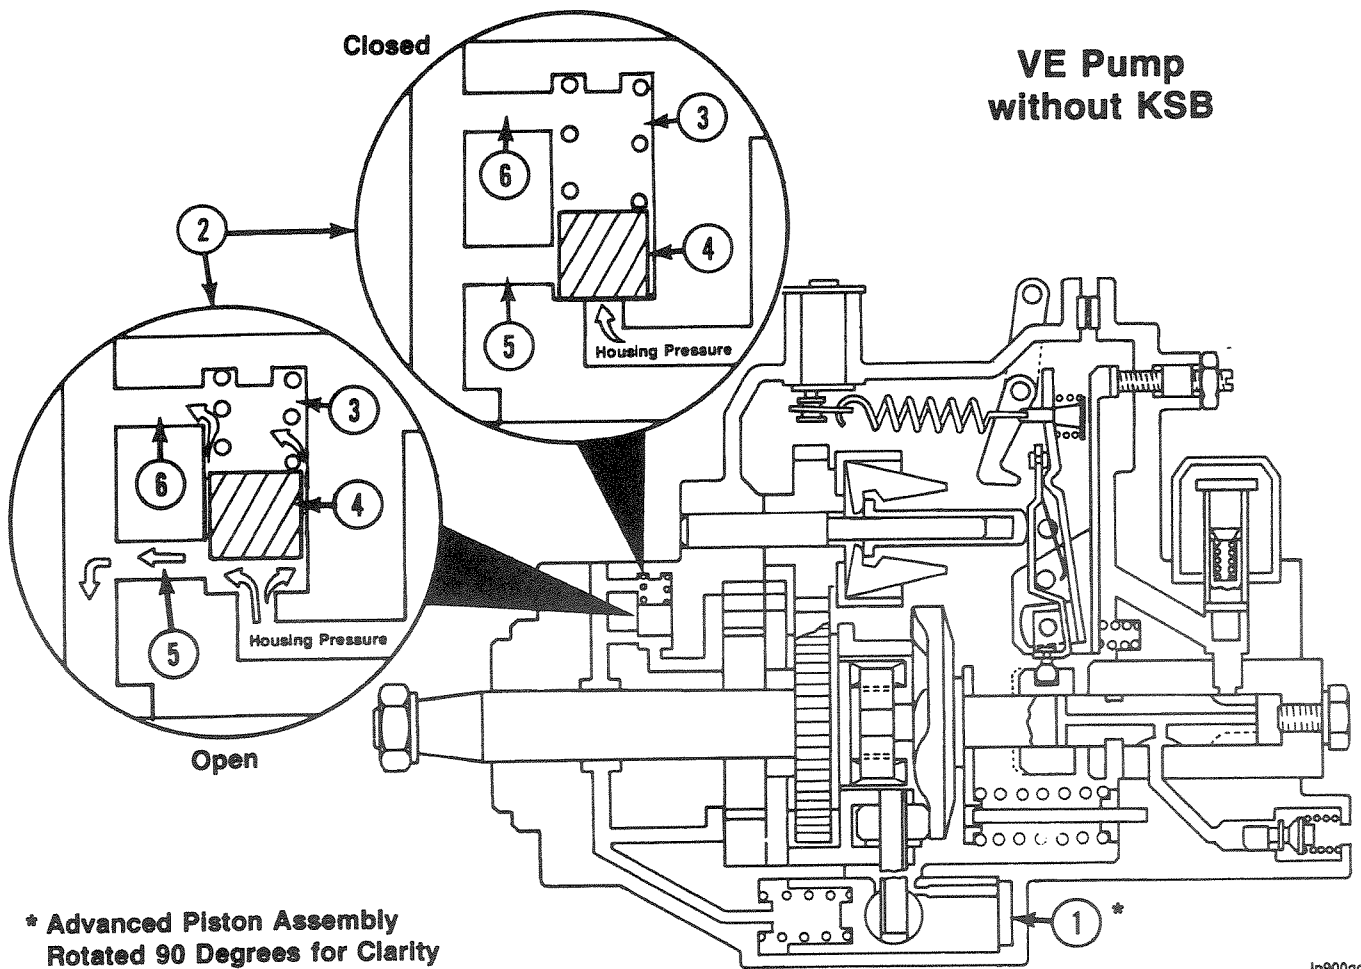 Closed
VE Pump
without KSB
3
6
2
4
5
Housing Pressure
3
6
4
5
Housing Pressure
Open
1 *
* Advanced Piston Assembly
Rotated 90 Degrees for Clarity